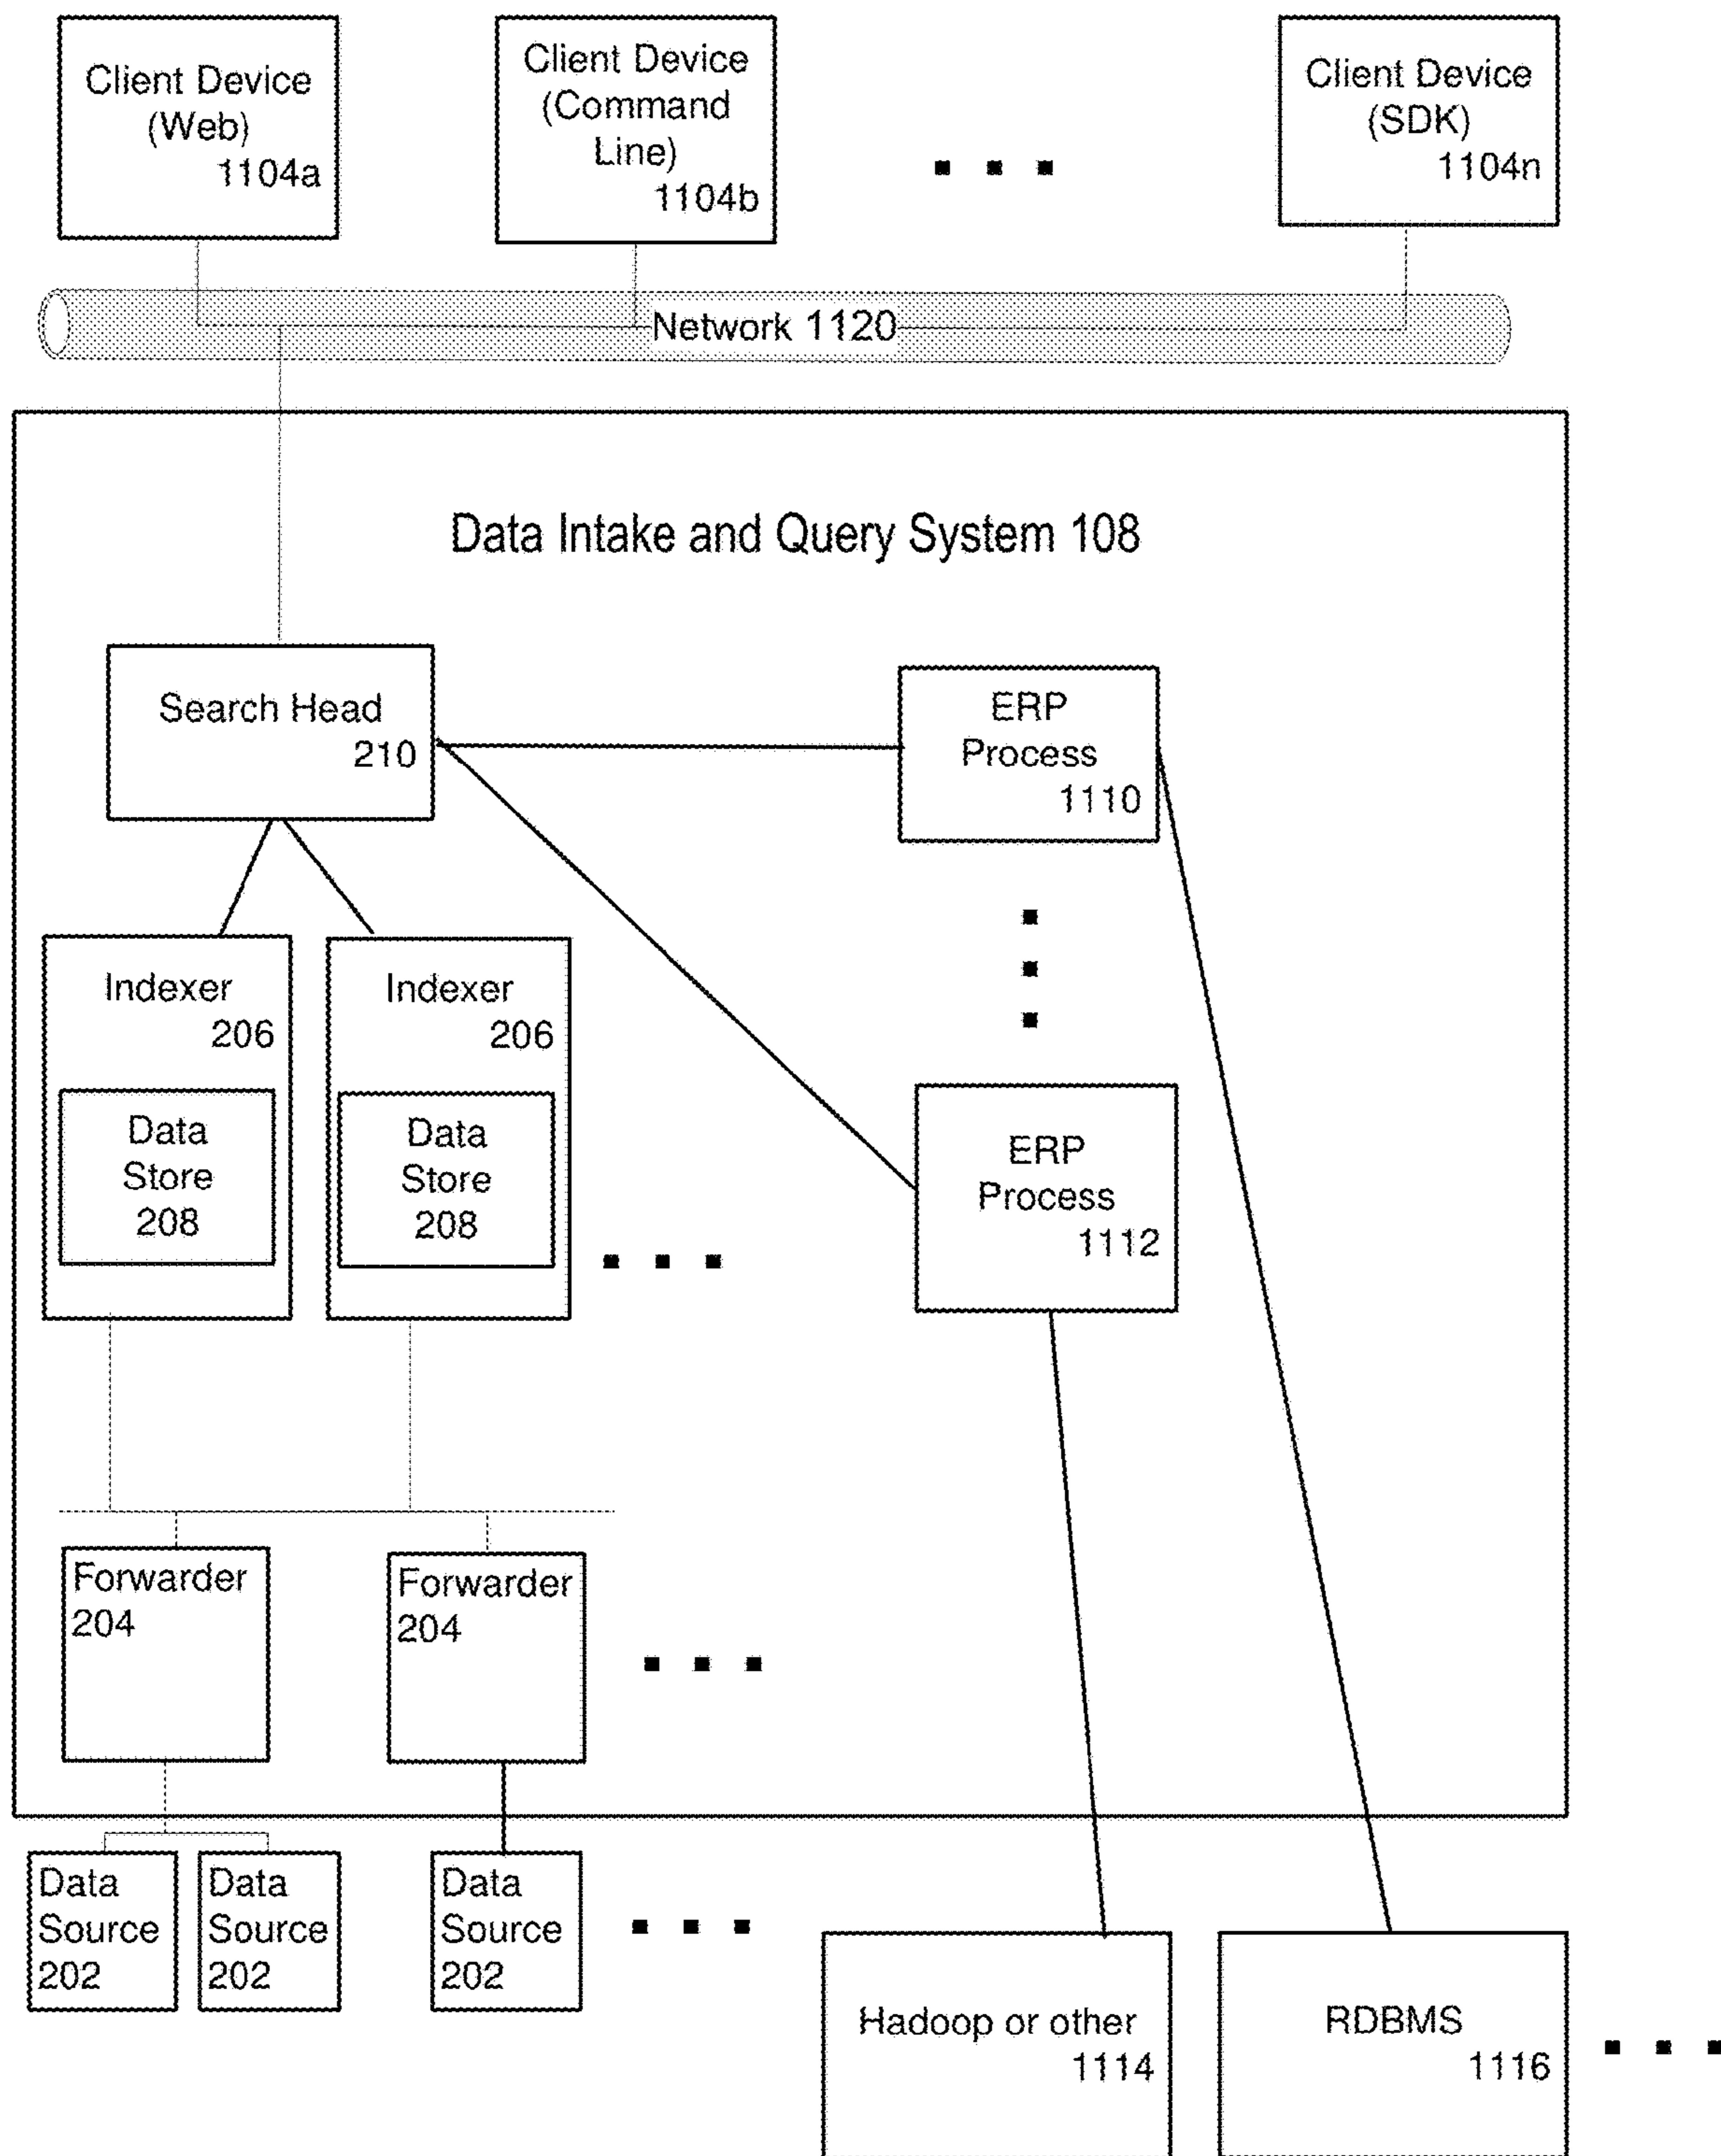 Client Device
(Web)
1104a
Client Device
(Command
Line)
1104b
Client Device
(SDK)
1104n
Network 1120
Data Intake and Query System 108
Search Head
210
ERP
Process
1110
Indexer
206
Data
Store
208
Indexer
206
Data
Store
208
ERP
Process
1112
Forwarder
204
Forwarder
204
Data
Source
202
Data
Source
202
Data
Source
202
Hadoop or other
1114
RDBMS
1116